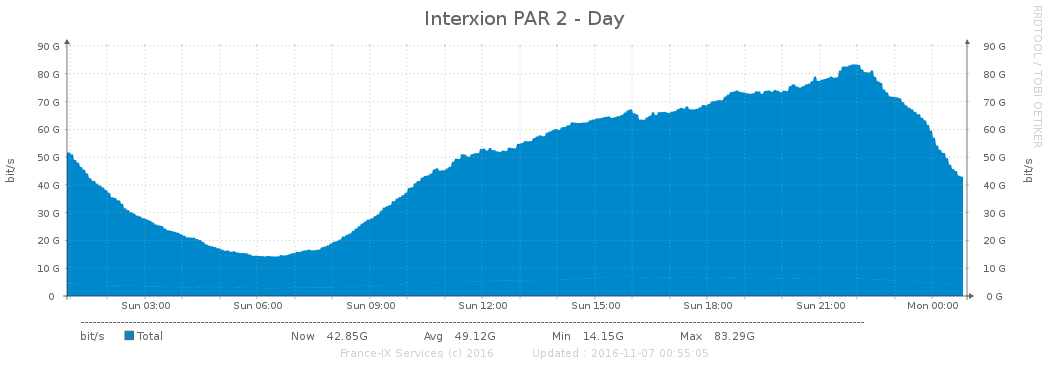 Interxion PAR 2 - Day
RRDTOOL / TOBI OETIKER
90 G 90 G
80 G 80 G
70 G 70 G
60 G 60 G
50 G 50 G
40 G 40 G
30 G 30 G
20 G 20 G
10 G 10 G
0 0 G
bit/s bit/s
Sun 03:00 Sun 06:00 Sun 09:00 Sun 12:00 Sun 15:00 Sun 18:00 Sun 21:00 Mon 00:00
bit/s Total Now 42.85G Avg 49.12G Min 14.15G Max 83.29G
France-IX Services (c) 2016 Updated : 2016-11-07 00:55:05